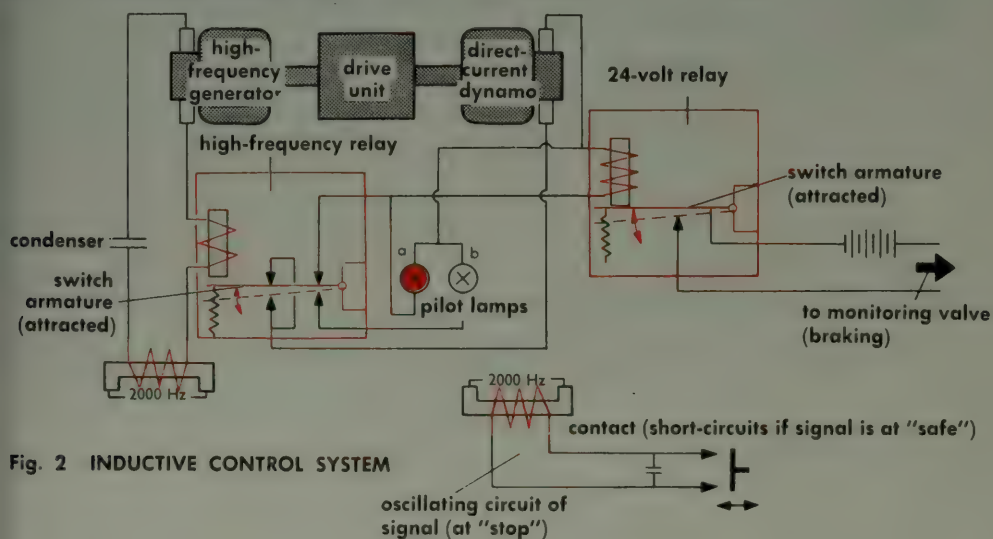 high-
frequency
generator
drive
unit
direct-
current
dynamo
24-volt relay
high-frequency relay
switch armature
(attracted)
condenser
a
b
switch
armature
(attracted)
pilot lamps
to monitoring valve
(braking)
2000 Hz
2000 Hz
contact (short-circuits if signal is at "safe")
Fig. 2 INDUCTIVE CONTROL SYSTEM
oscillating circuit of
signal (at "stop")